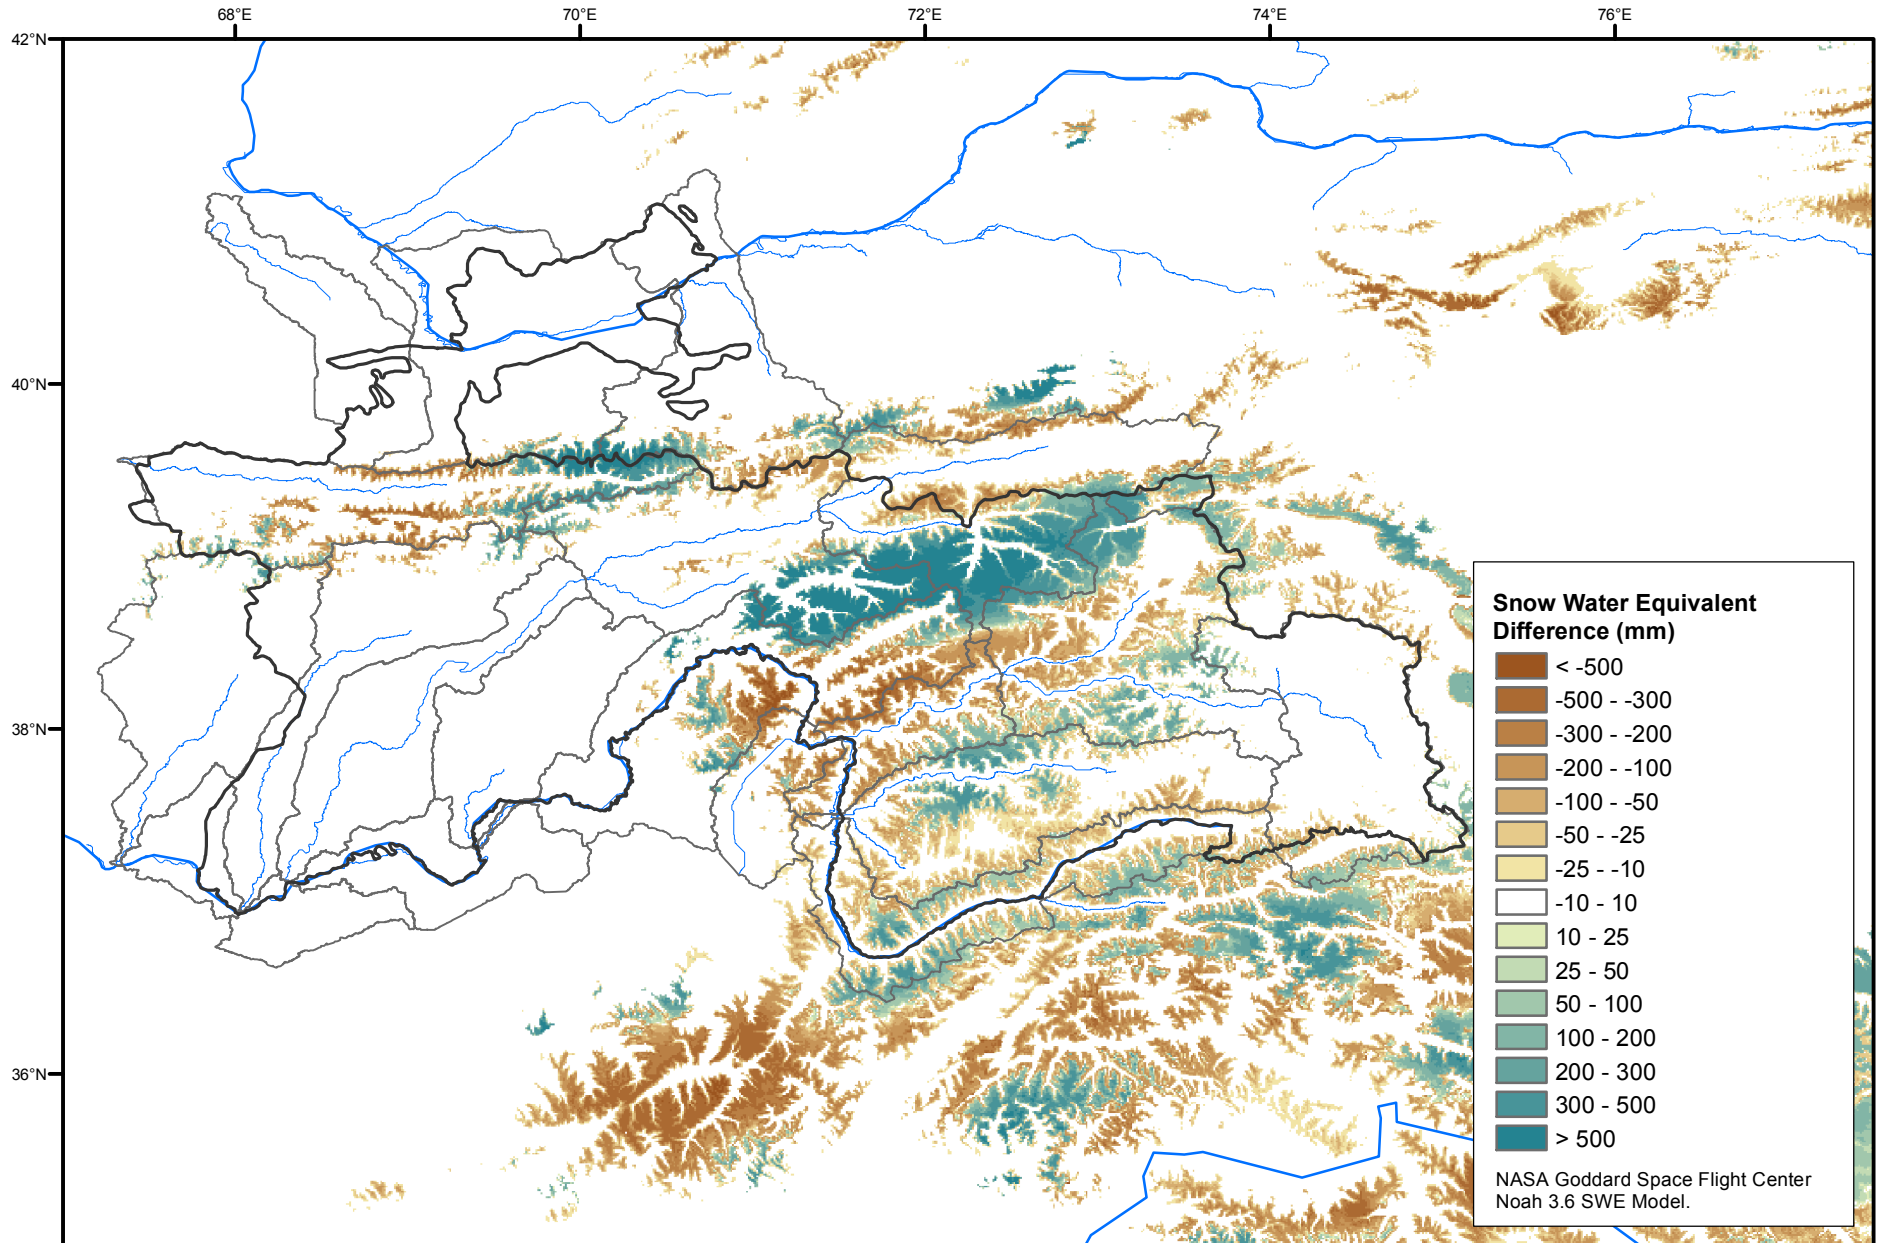 68°E
70°E
72°E
74°E
76°E
42°N
40°N
38°N
36°N
Snow Water Equivalent
Difference (mm)
< -500
-500 - -300
-300 - -200
-200 - -100
-100 - -50
-50 - -25
-25 - -10
-10 - 10
10 - 25
25 - 50
50 - 100
100 - 200
200 - 300
300 - 500
> 500
NASA Goddard Space Flight Center
Noah 3.6 SWE Model.